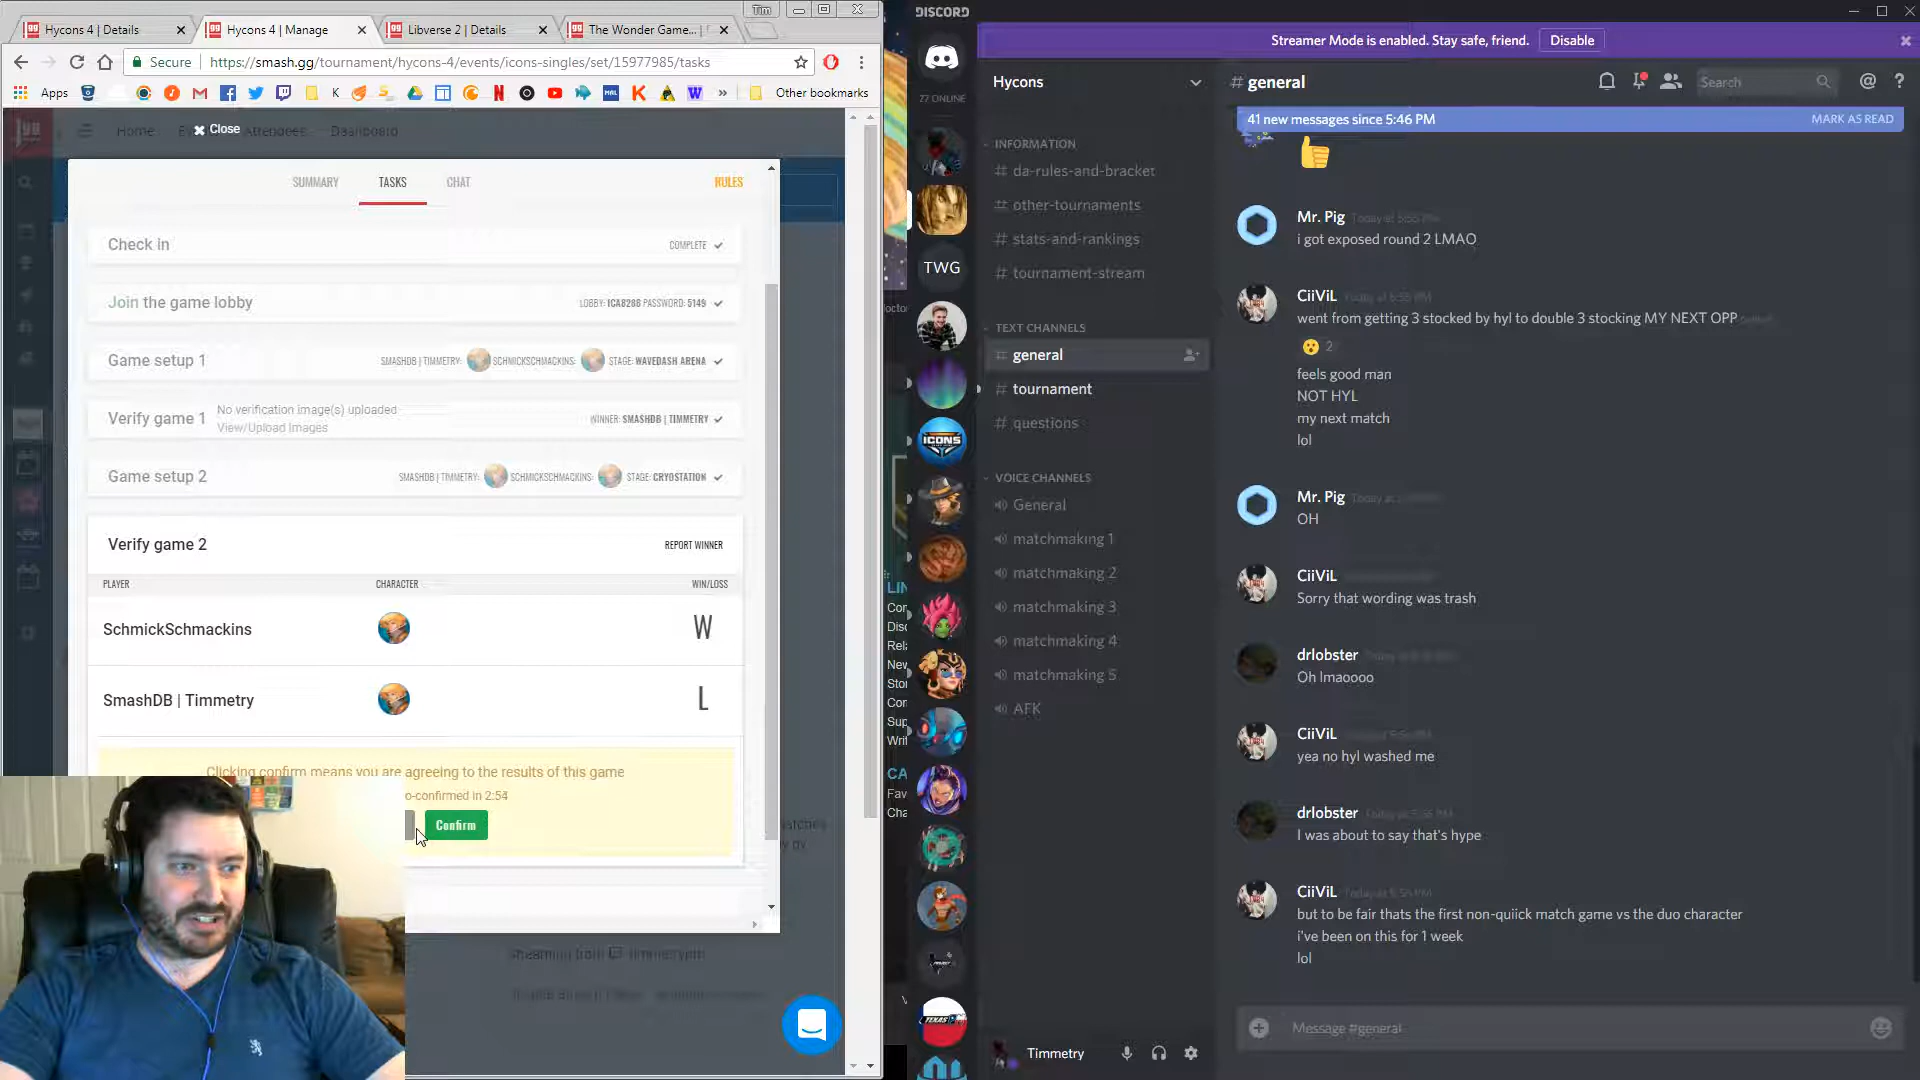 Hycons 4 | Details
Hycons 4 | Manage
Libverse 2 | Details
The Wonder Game... |
Tim
Secure
https://smash.gg/tournament/hycons-4/events/icons-singles/set/15977985/tasks
Apps
K
Other bookmarks
Home
Close
Attendees
Dashboard
SUMMARY
TASKS
CHAT
RULES
Check in
COMPLETE
Join the game lobby
LOBBY: ICA8288 PASSWORD: 5149
Game setup 1
SMASHDB | TIMMETRY:
SCHMICKSCHMACKINS:
STAGE: WAVEDASH ARENA
Verify game 1
No verification image(s) uploaded
View/Upload Images
WINNER: SMASHDB | TIMMETRY
Game setup 2
SMASHDB | TIMMETRY:
SCHMICKSCHMACKINS:
STAGE: CRYOSTATION
Verify game 2
REPORT WINNER
PLAYER
CHARACTER
WIN/LOSS
SchmickSchmackins
W
SmashDB | Timmetry
L
Clicking confirm means you are agreeing to the results of this game
o-confirmed in 2:54
Confirm
streaming from
DISCORD
27 ONLINE
TWG
ICONS
TEXAS
Streamer Mode is enabled. Stay safe, friend.
Disable
Hycons
INFORMATION
# da-rules-and-bracket
# other-tournaments
# stats-and-rankings
# tournament-stream
TEXT CHANNELS
# general
# tournament
# questions
VOICE CHANNELS
General
matchmaking 1
matchmaking 2
matchmaking 3
matchmaking 4
matchmaking 5
AFK
Timmetry
# general
Search
41 new messages since 5:46 PM
MARK AS READ
Mr. Pig
i got exposed round 2 LMAO
CiiViL
went from getting 3 stocked by hyl to double 3 stocking MY NEXT OPP
2
feels good man
NOT HYL
my next match
lol
Mr. Pig
OH
CiiViL
Sorry that wording was trash
drlobster
Oh lmaoooo
CiiViL
yea no hyl washed me
drlobster
I was about to say that's hype
CiiViL
but to be fair thats the first non-quiick match game vs the duo character
i've been on this for 1 week
lol
Message #general